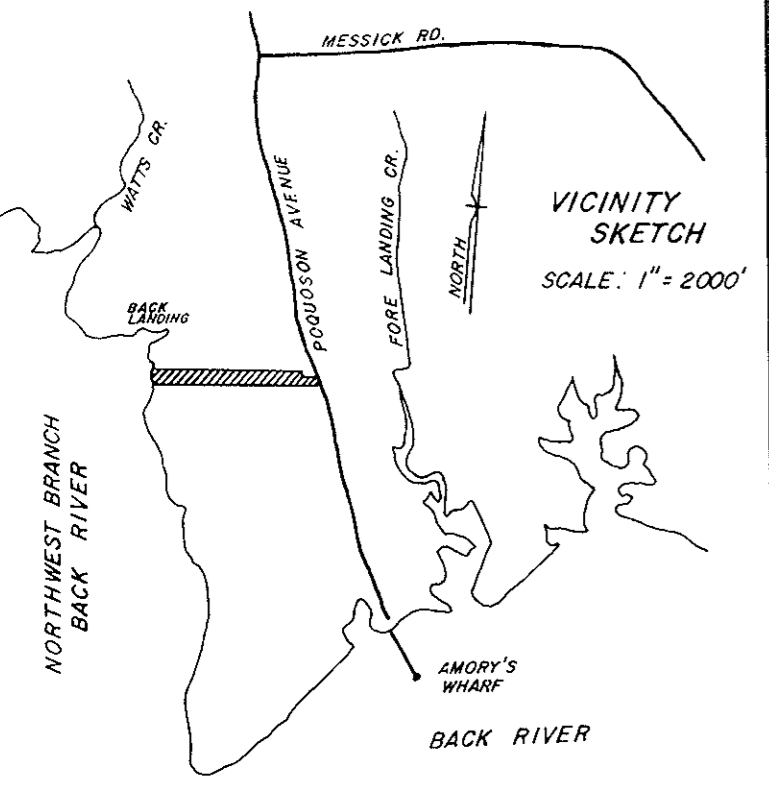 MESSICK RD.
WATTS CR.
POQUOSON AVENUE
FORE LANDING CR.
NORTH
VICINITY
SKETCH
SCALE: 1" = 2000'
BACK
LANDING
NORTHWEST BRANCH
BACK RIVER
AMORY'S
WHARF
BACK RIVER